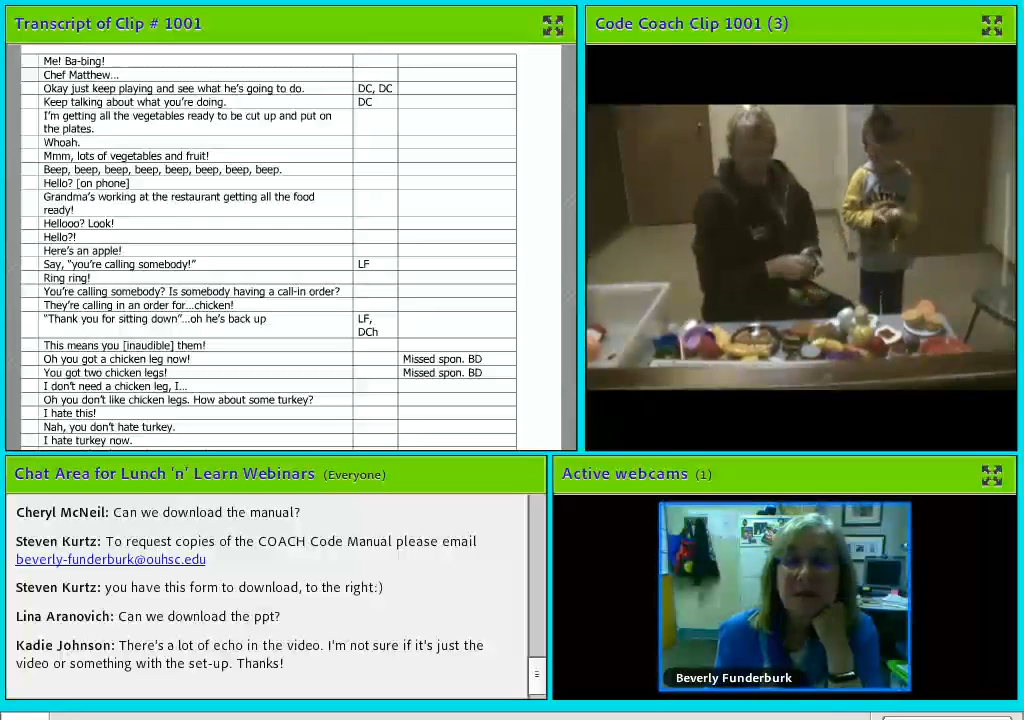 Transcript of Clip # 1001
Me! Ba-bing!
Chef Matthew...
Okay just keep playing and see what he's going to do. DC, DC
Keep talking about what you're doing. DC
I'm getting all the vegetables ready to be cut up and put on
the plates.
Whoah.
Mmm, lots of vegetables and fruit!
Beep, beep, beep, beep, beep, beep, beep, beep.
Hello? [on phone]
Grandma's working at the restaurant getting all the food
ready!
Hellooo? Look!
Hello?!
Here's an apple!
Say, "you're calling somebody!" LF
Ring ring!
You're calling somebody? Is somebody having a call-in order?
They're calling in an order for...chicken!
"Thank you for sitting down"...oh he's back up LF,
DCh
This means you [inaudible] them!
Oh you got a chicken leg now! Missed spon. BD
You got two chicken legs! Missed spon. BD
I don't need a chicken leg, I...
Oh you don't like chicken legs. How about some turkey?
I hate this!
Nah, you don't hate turkey.
I hate turkey now.
Code Coach Clip 1001 (3)
Chat Area for Lunch 'n' Learn Webinars (Everyone)
Cheryl McNeil: Can we download the manual?
Steven Kurtz: To request copies of the COACH Code Manual please email
beverly-funderburk@ouhsc.edu
Steven Kurtz: you have this form to download, to the right:)
Lina Aranovich: Can we download the ppt?
Kadie Johnson: There's a lot of echo in the video. I'm not sure if it's just the
video or something with the set-up. Thanks!
Active webcams (1)
Beverly Funderburk